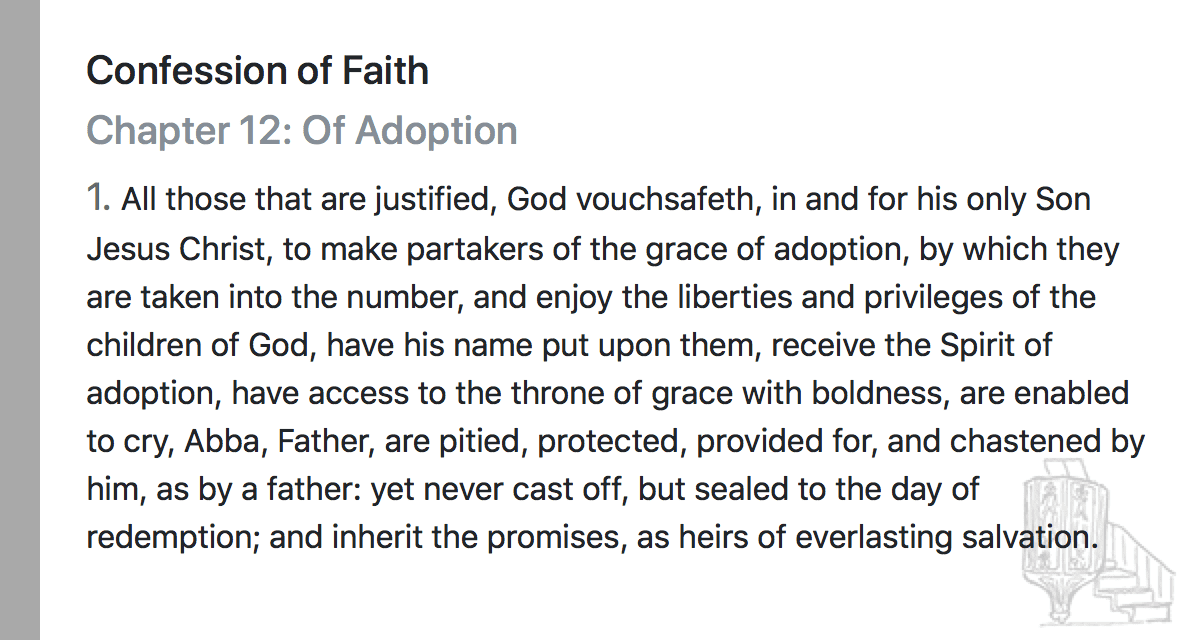 Confession of Faith
Chapter 12: Of Adoption
1. All those that are justified, God vouchsafeth, in and for his only Son
Jesus Christ, to make partakers of the grace of adoption, by which they
are taken into the number, and enjoy the liberties and privileges of the
children of God, have his name put upon them, receive the Spirit of
adoption, have access to the throne of grace with boldness, are enabled
to cry, Abba, Father, are pitied, protected, provided for, and chastened by
him, as by a father: yet never cast off, but sealed to the day of
redemption; and inherit the promises, as heirs of everlasting salvation.